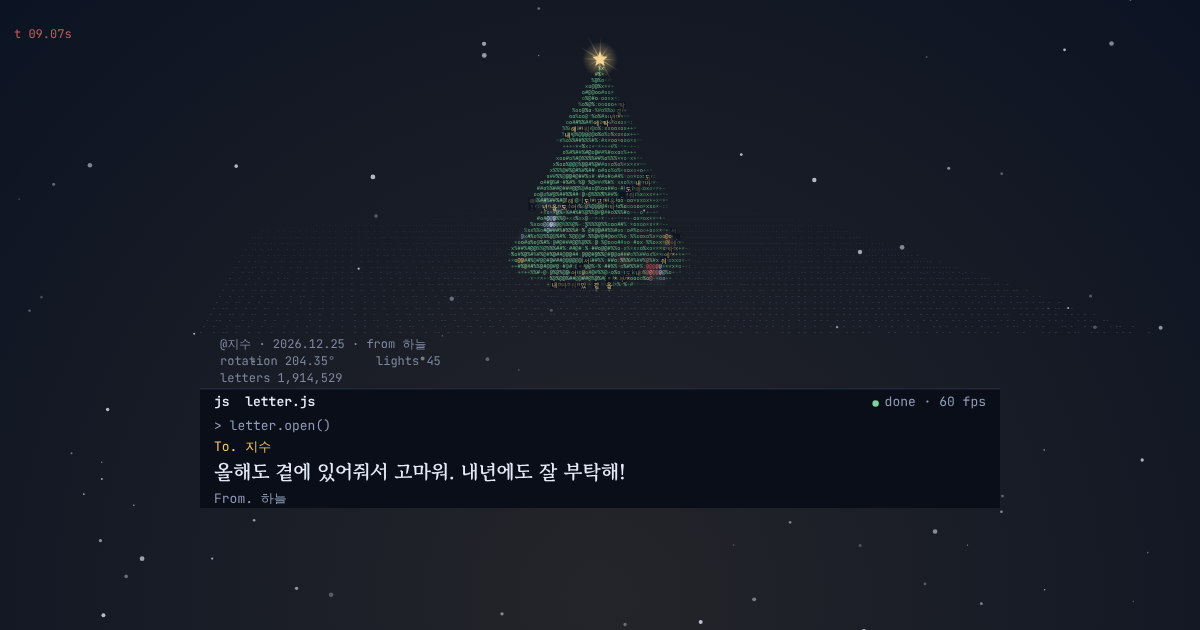 t 09.07s
@지수 · 2026.12.25 · from 하늘
rotation 204.35° lights 45
letters 1,914,529
js letter.js
done · 60 fps
> letter.open()
To. 지수
올해도 곁에 있어줘서 고마워. 내년에도 잘 부탁해!
From. 하늘